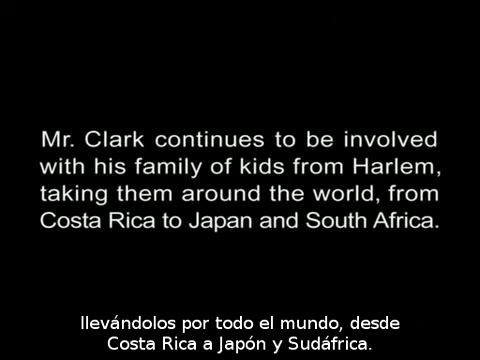 Mr. Clark continues to be involved
with his family of kids from Harlem,
taking them around the world, from
Costa Rica to Japan and South Africa.
llevándolos por todo el mundo, desde
Costa Rica a Japón y Sudáfrica.